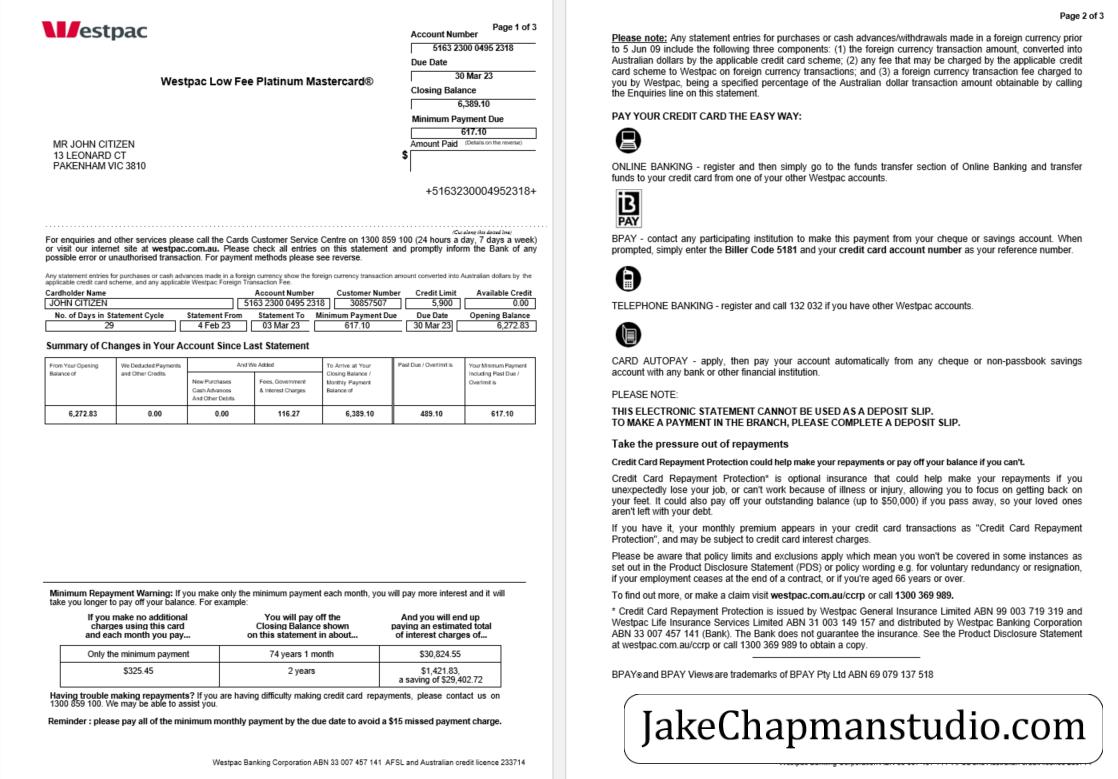 Westpac
Page 1 of 3
Account Number
5163 2300 0495 2318
Due Date
30 Mar 23
Westpac Low Fee Platinum Mastercard®
Closing Balance
6,389.10
Minimum Payment Due
617.10
Amount Paid (Details on the reverse)
$
MR JOHN CITIZEN
13 LEONARD CT
PAKENHAM VIC 3810
+5163230004952318+
(Cut along this dotted line)
For enquiries and other services please call the Cards Customer Service Centre on 1300 859 100 (24 hours a day, 7 days a week)
or visit our internet site at westpac.com.au. Please check all entries on this statement and promptly inform the Bank of any
possible error or unauthorised transaction. For payment methods please see reverse.
Any statement entries for purchases or cash advances made in a foreign currency show the foreign currency transaction amount converted into Australian dollars by the
applicable credit card scheme, and any applicable Westpac Foreign Transaction Fee.
Cardholder Name Account Number Customer Number Credit Limit Available Credit
JOHN CITIZEN 5163 2300 0495 2318 30857507 5,900 0.00
No. of Days in Statement Cycle Statement From Statement To Minimum Payment Due Due Date Opening Balance
29 4 Feb 23 03 Mar 23 617.10 30 Mar 23 6,272.83
Summary of Changes in Your Account Since Last Statement
From Your Opening Balance of
We Deducted Payments and Other Credits
And We Added
New Purchases Cash Advances And Other Debits
Fees, Government & Interest Charges
To Arrive at Your Closing Balance / Monthly Payment Balance of
Past Due / Overlimit is
Your Minimum Payment Including Past Due / Overlimit is
6,272.83 0.00 0.00 116.27 6,389.10 489.10 617.10
Minimum Repayment Warning: If you make only the minimum payment each month, you will pay more interest and it will
take you longer to pay off your balance. For example:
If you make no additional charges using this card and each month you pay...
You will pay off the Closing Balance shown on this statement in about...
And you will end up paying an estimated total of interest charges of...
Only the minimum payment 74 years 1 month $30,824.55
$325.45 2 years $1,421.83,
a saving of $29,402.72
Having trouble making repayments? If you are having difficulty making credit card repayments, please contact us on
1300 859 100. We may be able to assist you.
Reminder : please pay all of the minimum monthly payment by the due date to avoid a $15 missed payment charge.
Westpac Banking Corporation ABN 33 007 457 141 AFSL and Australian credit licence 233714
Page 2 of 3
Please note: Any statement entries for purchases or cash advances/withdrawals made in a foreign currency prior
to 5 Jun 09 include the following three components: (1) the foreign currency transaction amount, converted into
Australian dollars by the applicable credit card scheme; (2) any fee that may be charged by the applicable credit
card scheme to Westpac on foreign currency transactions; and (3) a foreign currency transaction fee charged to
you by Westpac, being a specified percentage of the Australian dollar transaction amount obtainable by calling
the Enquiries line on this statement.
PAY YOUR CREDIT CARD THE EASY WAY:
ONLINE BANKING - register and then simply go to the funds transfer section of Online Banking and transfer
funds to your credit card from one of your other Westpac accounts.
B
PAY
BPAY - contact any participating institution to make this payment from your cheque or savings account. When
prompted, simply enter the Biller Code 5181 and your credit card account number as your reference number.
TELEPHONE BANKING - register and call 132 032 if you have other Westpac accounts.
CARD AUTOPAY - apply, then pay your account automatically from any cheque or non-passbook savings
account with any bank or other financial institution.
PLEASE NOTE:
THIS ELECTRONIC STATEMENT CANNOT BE USED AS A DEPOSIT SLIP.
TO MAKE A PAYMENT IN THE BRANCH, PLEASE COMPLETE A DEPOSIT SLIP.
Take the pressure out of repayments
Credit Card Repayment Protection could help make your repayments or pay off your balance if you can't.
Credit Card Repayment Protection* is optional insurance that could help make your repayments if you
unexpectedly lose your job, or can't work because of illness or injury, allowing you to focus on getting back on
your feet. It could also pay off your outstanding balance (up to $50,000) if you pass away, so your loved ones
aren't left with your debt.
If you have it, your monthly premium appears in your credit card transactions as "Credit Card Repayment
Protection", and may be subject to credit card interest charges.
Please be aware that policy limits and exclusions apply which mean you won't be covered in some instances as
set out in the Product Disclosure Statement (PDS) or policy wording e.g. for voluntary redundancy or resignation,
if your employment ceases at the end of a contract, or if you're aged 66 years or over.
To find out more, or make a claim visit westpac.com.au/ccrp or call 1300 369 989.
* Credit Card Repayment Protection is issued by Westpac General Insurance Limited ABN 99 003 719 319 and
Westpac Life Insurance Services Limited ABN 31 003 149 157 and distributed by Westpac Banking Corporation
ABN 33 007 457 141 (Bank). The Bank does not guarantee the insurance. See the Product Disclosure Statement
at westpac.com.au/ccrp or call 1300 369 989 to obtain a copy.
BPAY® and BPAY View® are trademarks of BPAY Pty Ltd ABN 69 079 137 518
JakeChapmanstudio.com